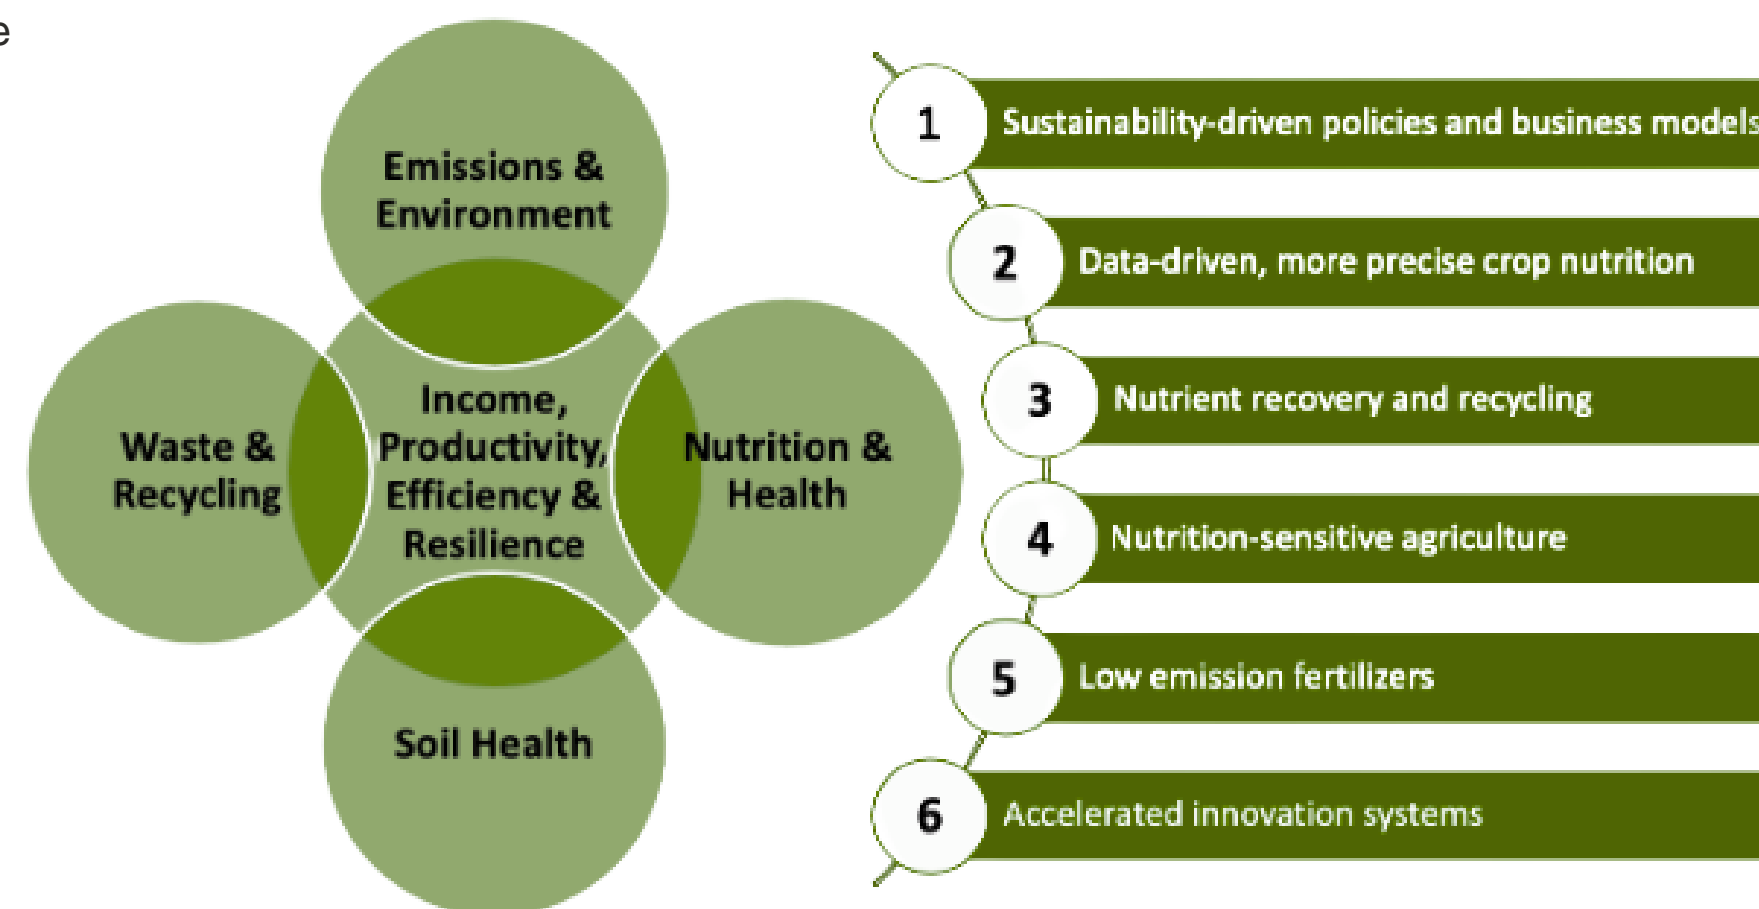 e
Emissions &
Environment
Waste &
Recycling
Income,
Productivity,
Efficiency &
Resilience
Nutrition &
Health
Soil Health
1 Sustainability-driven policies and business models
2 Data-driven, more precise crop nutrition
3 Nutrient recovery and recycling
4 Nutrition-sensitive agriculture
5 Low emission fertilizers
6 Accelerated innovation systems